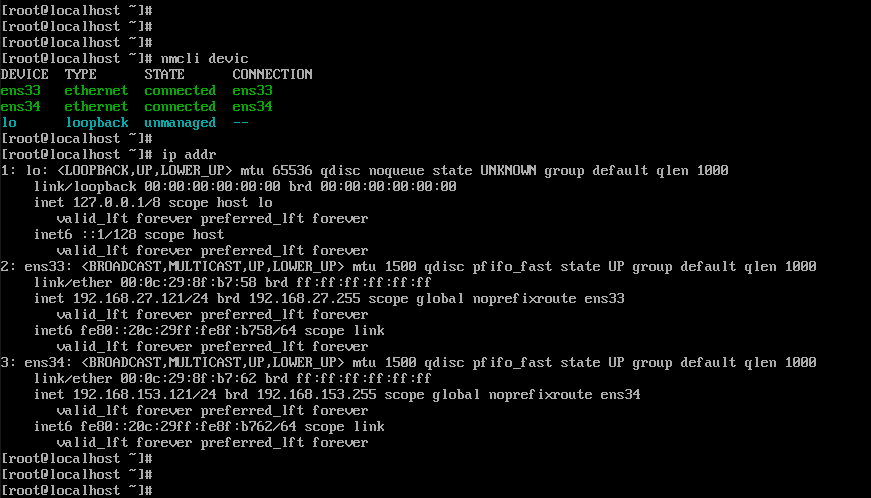 [root@localhost ~]#
[root@localhost ~]#
[root@localhost ~]#
[root@localhost ~]# nmcli devic
DEVICE  TYPE      STATE      CONNECTION
ens33   ethernet  connected  ens33
ens34   ethernet  connected  ens34
lo      loopback  unmanaged  --
[root@localhost ~]#
[root@localhost ~]# ip addr
1: lo: <LOOPBACK,UP,LOWER_UP> mtu 65536 qdisc noqueue state UNKNOWN group default qlen 1000
    link/loopback 00:00:00:00:00:00 brd 00:00:00:00:00:00
    inet 127.0.0.1/8 scope host lo
       valid_lft forever preferred_lft forever
    inet6 ::1/128 scope host
       valid_lft forever preferred_lft forever
2: ens33: <BROADCAST,MULTICAST,UP,LOWER_UP> mtu 1500 qdisc pfifo_fast state UP group default qlen 1000
    link/ether 00:0c:29:8f:b7:58 brd ff:ff:ff:ff:ff:ff
    inet 192.168.27.121/24 brd 192.168.27.255 scope global noprefixroute ens33
       valid_lft forever preferred_lft forever
    inet6 fe80::20c:29ff:fe8f:b758/64 scope link
       valid_lft forever preferred_lft forever
3: ens34: <BROADCAST,MULTICAST,UP,LOWER_UP> mtu 1500 qdisc pfifo_fast state UP group default qlen 1000
    link/ether 00:0c:29:8f:b7:62 brd ff:ff:ff:ff:ff:ff
    inet 192.168.153.121/24 brd 192.168.153.255 scope global noprefixroute ens34
       valid_lft forever preferred_lft forever
    inet6 fe80::20c:29ff:fe8f:b762/64 scope link
       valid_lft forever preferred_lft forever
[root@localhost ~]#
[root@localhost ~]#
[root@localhost ~]#